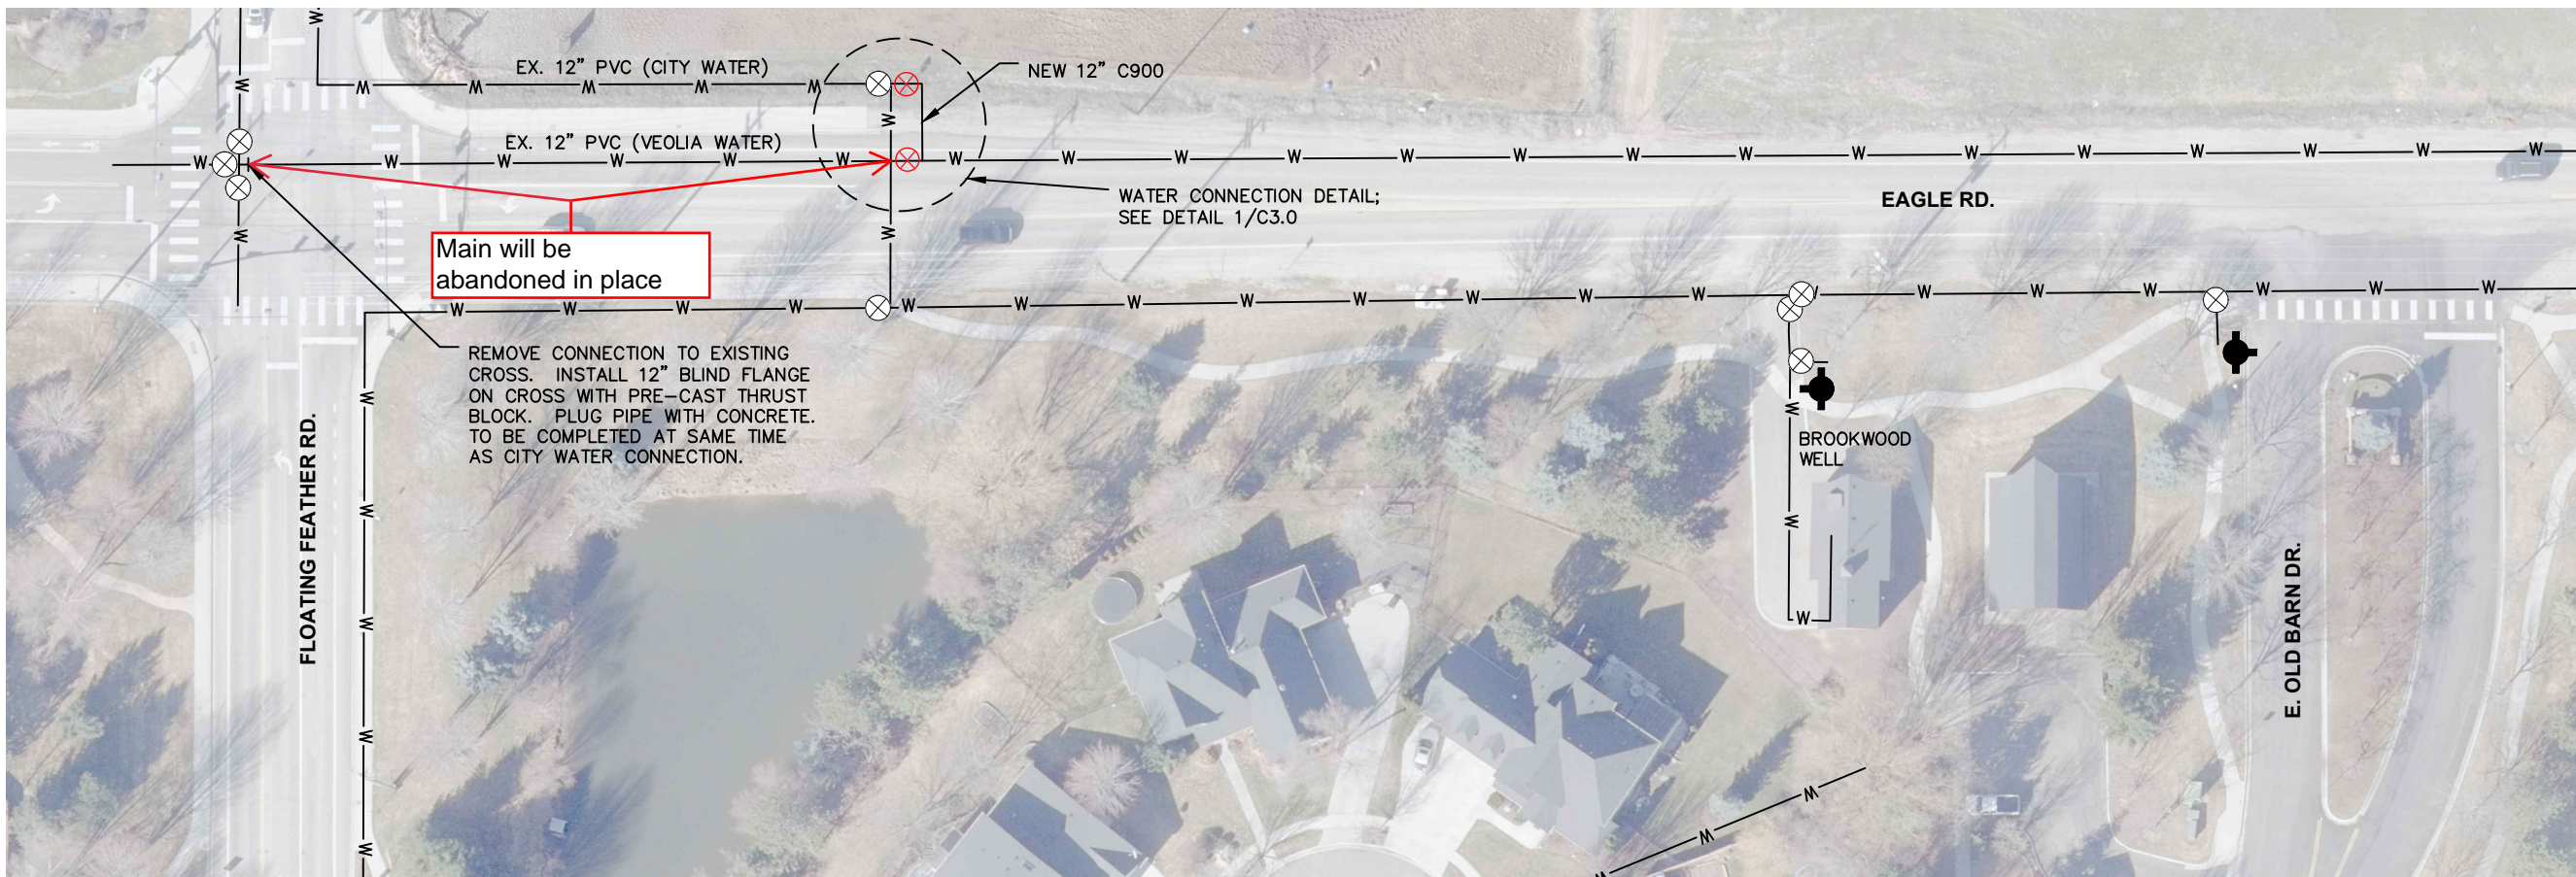 EX. 12" PVC (CITY WATER)
NEW 12" C900
EX. 12" PVC (VEOLIA WATER)
WATER CONNECTION DETAIL;
SEE DETAIL 1/C3.0
EAGLE RD.
Main will be
abandoned in place
REMOVE CONNECTION TO EXISTING
CROSS. INSTALL 12" BLIND FLANGE
ON CROSS WITH PRE-CAST THRUST
BLOCK. PLUG PIPE WITH CONCRETE.
TO BE COMPLETED AT SAME TIME
AS CITY WATER CONNECTION.
FLOATING FEATHER RD.
BROOKWOOD
WELL
E. OLD BARN DR.
W W W W W W W W W W W W W W W W W W W W